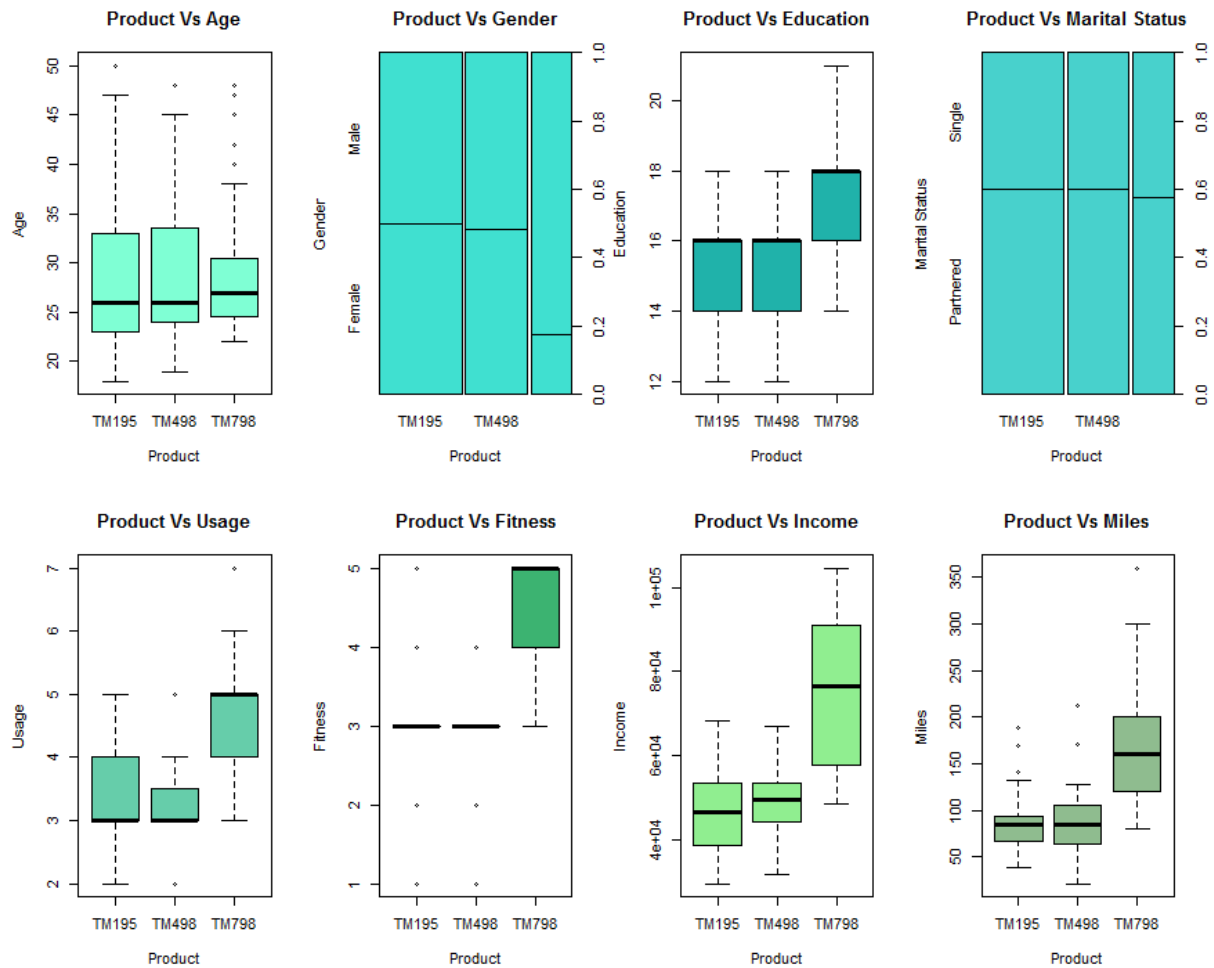 Product Vs Age
50
45
40
35
30
25
20
Age
TM195 TM498 TM798
Product
Product Vs Gender
Male
Female
Gender
1.0
0.8
0.6
0.4
0.2
0.0
TM195 TM498
Product
Product Vs Education
20
18
16
14
12
Education
TM195 TM498 TM798
Product
Product Vs Marital Status
Single
Partnered
Marital Status
1.0
0.8
0.6
0.4
0.2
0.0
TM195 TM498
Product
Product Vs Usage
7
6
5
4
3
2
Usage
TM195 TM498 TM798
Product
Product Vs Fitness
5
4
3
2
1
Fitness
TM195 TM498 TM798
Product
Product Vs Income
1e+05
8e+04
6e+04
4e+04
Income
TM195 TM498 TM798
Product
Product Vs Miles
350
300
250
200
150
100
50
Miles
TM195 TM498 TM798
Product